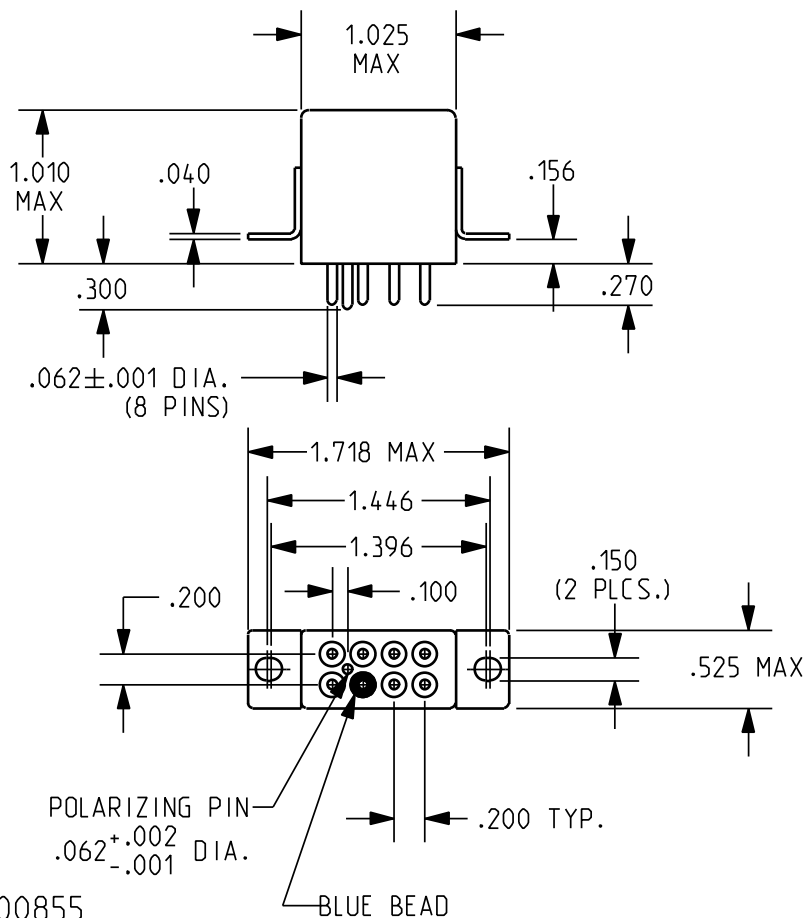 1.025
MAX
1.010
MAX
.040
.156
.300
.270
.062±.001 DIA.
(8 PINS)
1.718 MAX
1.446
1.396
.150
(2 PLCS.)
.200
.100
.525 MAX
POLARIZING PIN
.062 +.002 -.001 DIA.
.200 TYP.
BLUE BEAD
00855